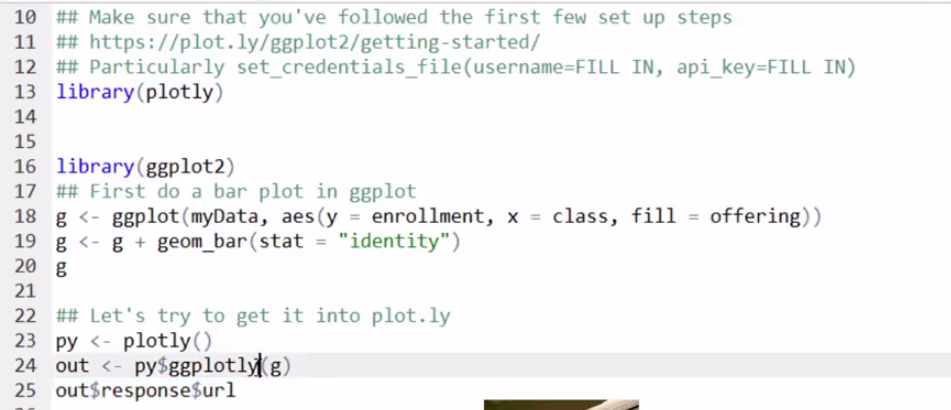 10 ## Make sure that you've followed the first few set up steps
11 ## https://plot.ly/ggplot2/getting-started/
12 ## Particularly set_credentials_file(username=FILL IN, api_key=FILL IN)
13 library(plotly)
14
15
16 library(ggplot2)
17 ## First do a bar plot in ggplot
18 g <- ggplot(myData, aes(y = enrollment, x = class, fill = offering))
19 g <- g + geom_bar(stat = "identity")
20 g
21
22 ## Let's try to get it into plot.ly
23 py <- plotly()
24 out <- py$ggplotly(g)
25 out$response$url